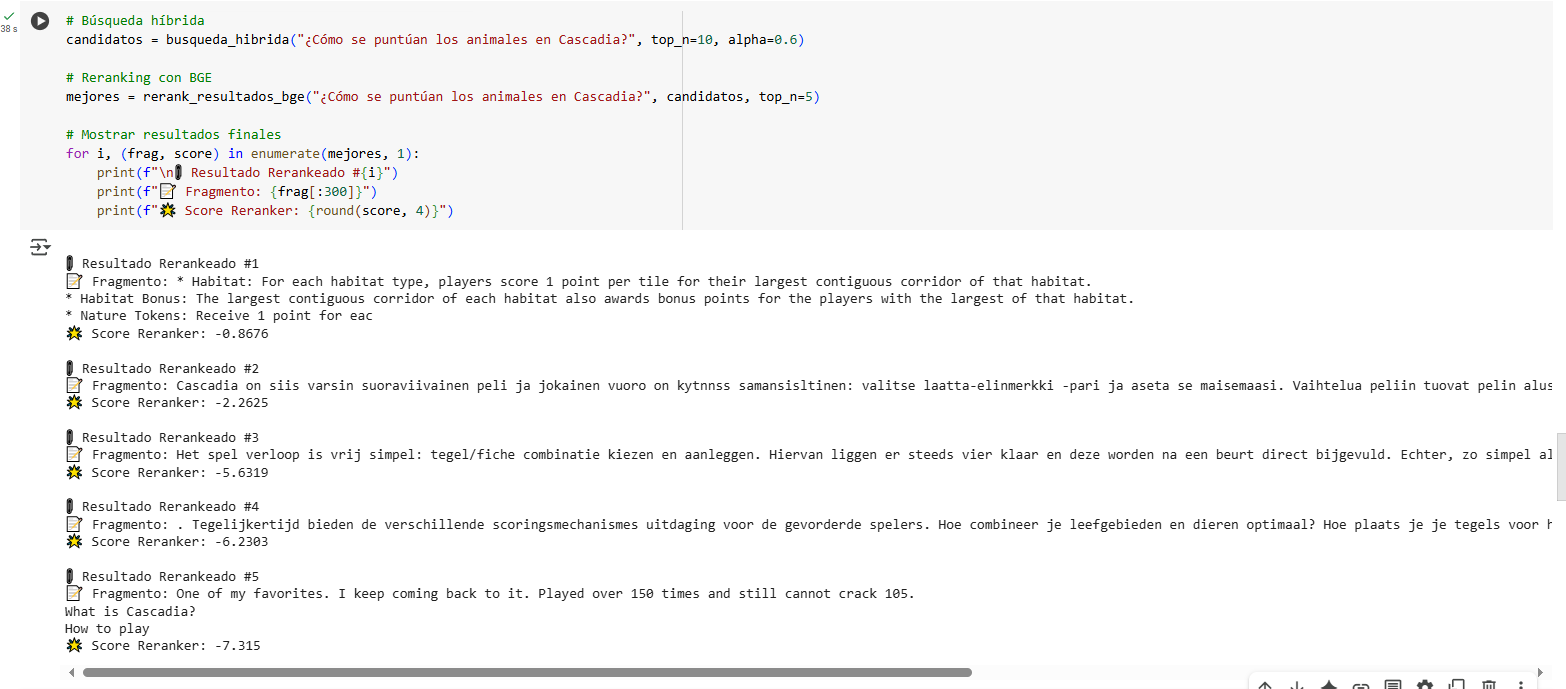 38 s
# Búsqueda híbrida
candidatos = busqueda_hibrida("¿Cómo se puntúan los animales en Cascadia?", top_n=10, alpha=0.6)
# Reranking con BGE
mejores = rerank_resultados_bge("¿Cómo se puntúan los animales en Cascadia?", candidatos, top_n=5)
# Mostrar resultados finales
for i, (frag, score) in enumerate(mejores, 1):
    print(f"\n Resultado Rerankeado #{i}")
    print(f"📝 Fragmento: {frag[:300]}")
    print(f"🌟 Score Reranker: {round(score, 4)}")
Resultado Rerankeado #1
📝 Fragmento: * Habitat: For each habitat type, players score 1 point per tile for their largest contiguous corridor of that habitat.
* Habitat Bonus: The largest contiguous corridor of each habitat also awards bonus points for the players with the largest of that habitat.
* Nature Tokens: Receive 1 point for eac
🌟 Score Reranker: -0.8676
Resultado Rerankeado #2
📝 Fragmento: Cascadia on siis varsin suoraviivainen peli ja jokainen vuoro on kytnnss samansisltinen: valitse laatta-elinmerkki -pari ja aseta se maisemaasi. Vaihtelua peliin tuovat pelin alus
🌟 Score Reranker: -2.2625
Resultado Rerankeado #3
📝 Fragmento: Het spel verloop is vrij simpel: tegel/fiche combinatie kiezen en aanleggen. Hiervan liggen er steeds vier klaar en deze worden na een beurt direct bijgevuld. Echter, zo simpel al
🌟 Score Reranker: -5.6319
Resultado Rerankeado #4
📝 Fragmento: . Tegelijkertijd bieden de verschillende scoringsmechanismes uitdaging voor de gevorderde spelers. Hoe combineer je leefgebieden en dieren optimaal? Hoe plaats je je tegels voor h
🌟 Score Reranker: -6.2303
Resultado Rerankeado #5
📝 Fragmento: One of my favorites. I keep coming back to it. Played over 150 times and still cannot crack 105.
What is Cascadia?
How to play
🌟 Score Reranker: -7.315